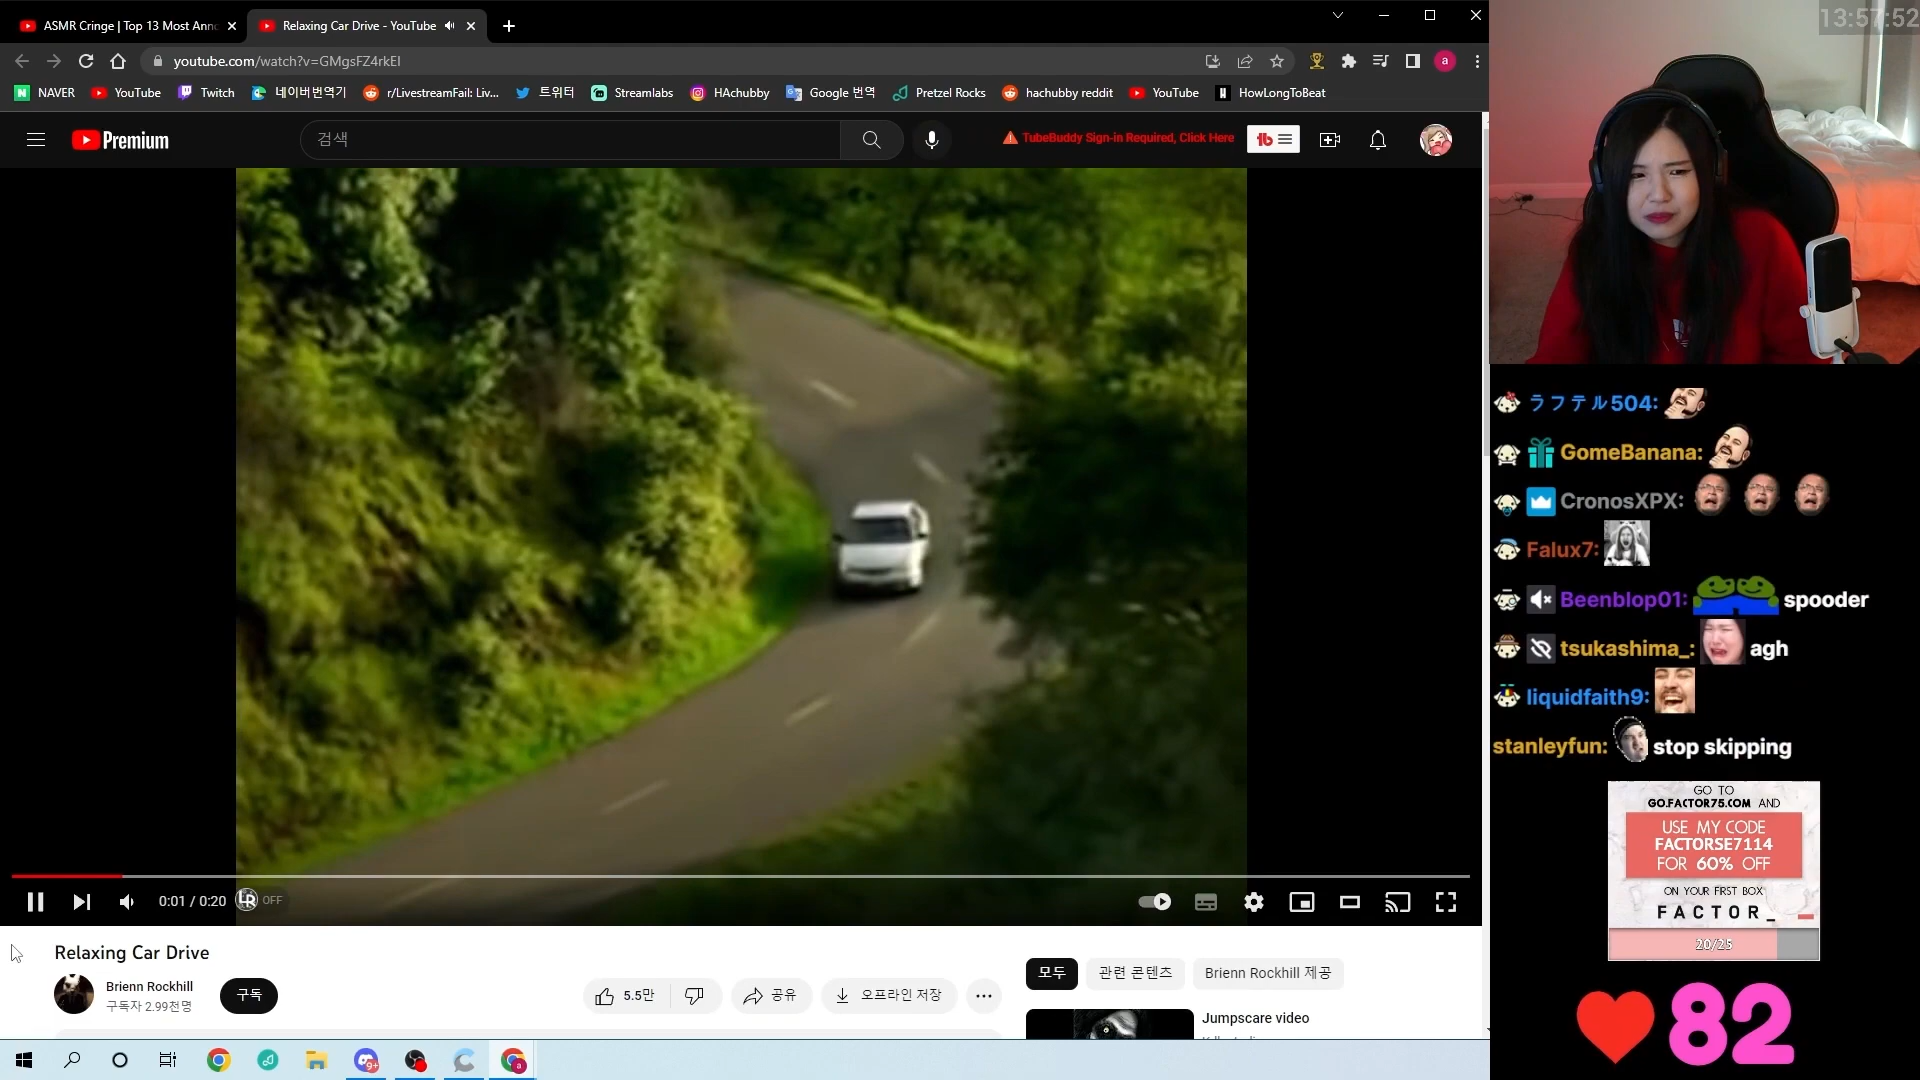 ASMR Cringe | Top 13 Most Ann
Relaxing Car Drive - YouTube
13:57:52
youtube.com/watch?v=GMgsFZ4rkEI
NAVER
YouTube
Twitch
네이버번역기
r/LivestreamFail: Liv...
트위터
Streamlabs
HAchubby
Google 번역
Pretzel Rocks
hachubby reddit
YouTube
HowLongToBeat
Premium
검색
TubeBuddy Sign-in Required, Click Here
tb
0:01 / 0:20
LR OFF
Relaxing Car Drive
Brienn Rockhill
구독자 2.99천명
구독
5.5만
공유
오프라인 저장
모두
관련 콘텐츠
Brienn Rockhill 제공
Jumpscare video
ラフテル504:
GomeBanana:
CronosXPX:
Falux7:
Beenblop01: spooder
tsukashima_: agh
liquidfaith9:
stanleyfun: stop skipping
GO TO
GO.FACTOR75.COM AND
USE MY CODE
FACTORSE7114
FOR 60% OFF
ON YOUR FIRST BOX
FACTOR_
20/25
82